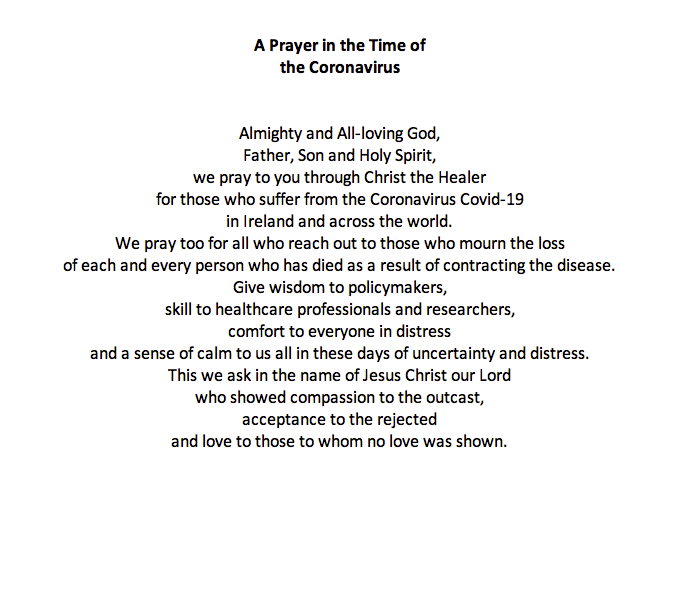 A Prayer in the Time of
the Coronavirus
Almighty and All-loving God,
Father, Son and Holy Spirit,
we pray to you through Christ the Healer
for those who suffer from the Coronavirus Covid-19
in Ireland and across the world.
We pray too for all who reach out to those who mourn the loss
of each and every person who has died as a result of contracting the disease.
Give wisdom to policymakers,
skill to healthcare professionals and researchers,
comfort to everyone in distress
and a sense of calm to us all in these days of uncertainty and distress.
This we ask in the name of Jesus Christ our Lord
who showed compassion to the outcast,
acceptance to the rejected
and love to those to whom no love was shown.